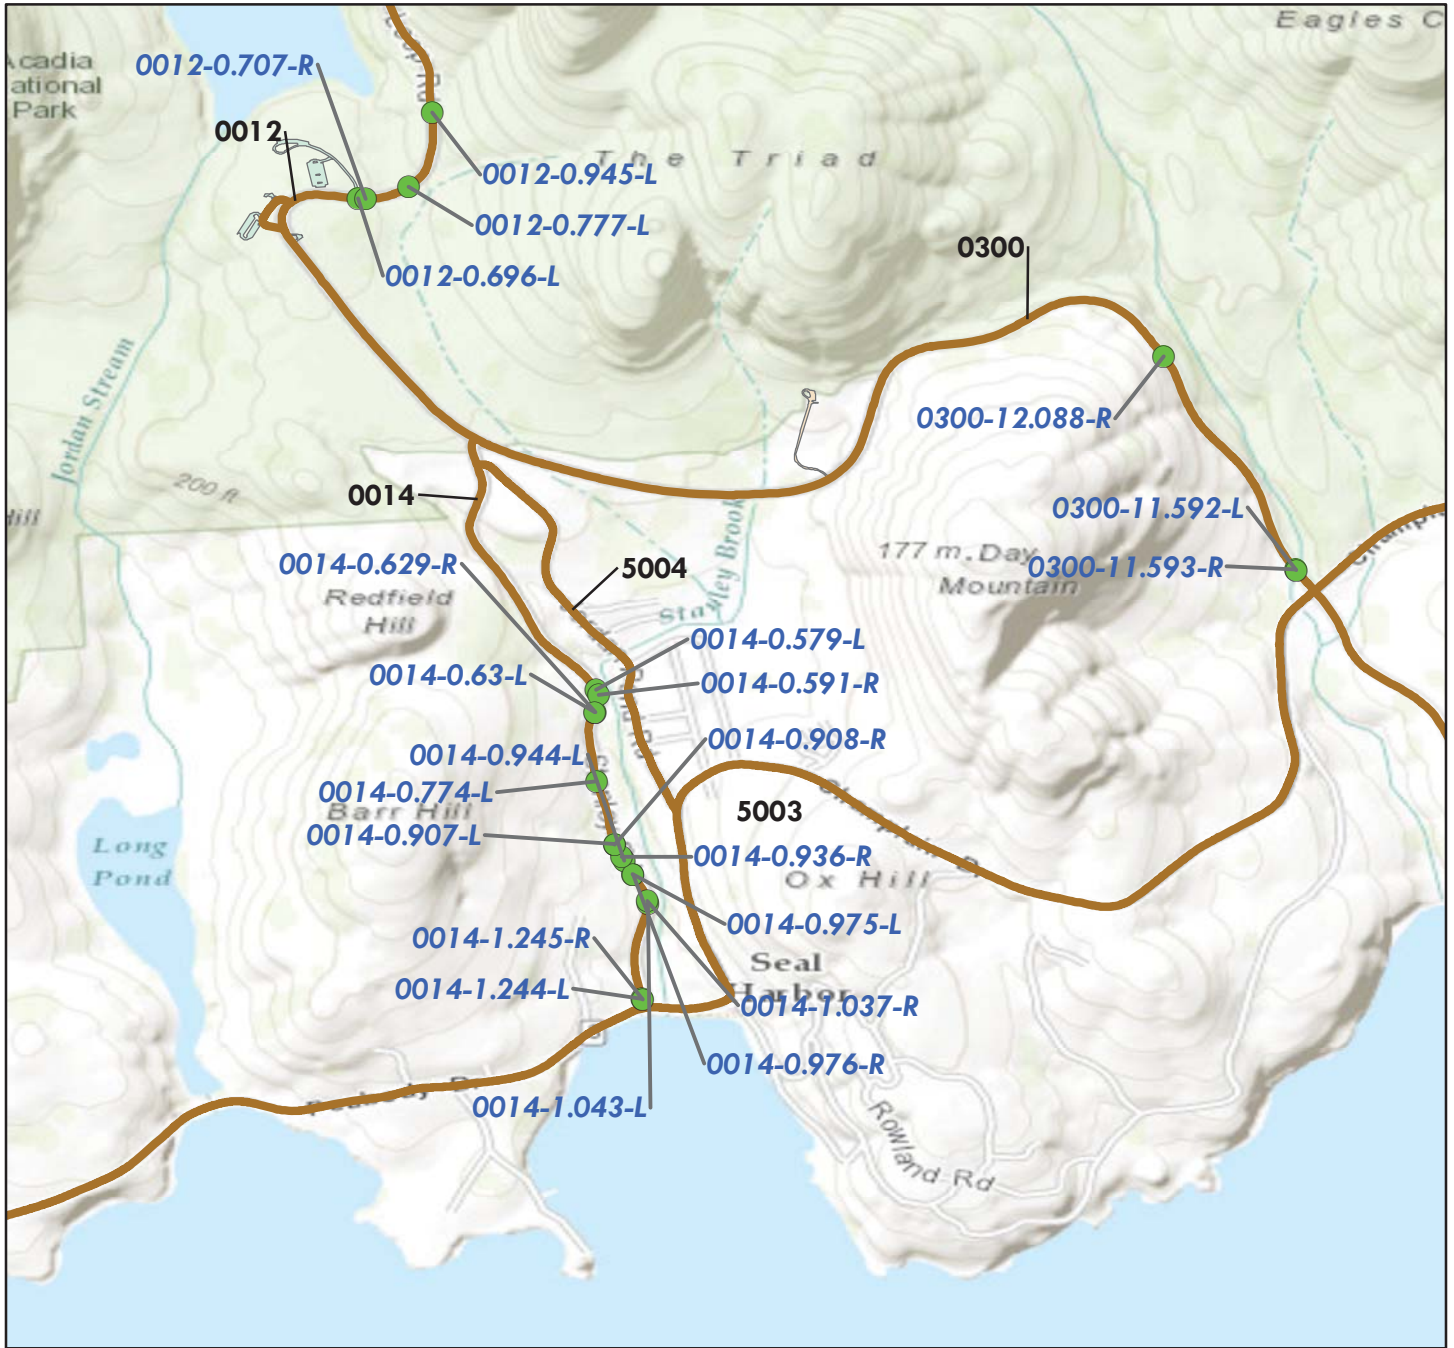 Eagles C
Acadia
ational
Park
Loop Rd
0012-0.707-R
0012
The Triad
0012-0.945-L
0012-0.777-L
0012-0.696-L
0300
Jordan Stream
0300-12.088-R
200 ft
0014
Hill
0300-11.592-L
Stanley Brook
177 m. Day
Mountain
0014-0.629-R
5004
0300-11.593-R
Redfield
Hill
0014-0.579-L
0014-0.63-L
0014-0.591-R
0014-0.944-L
0014-0.908-R
0014-0.774-L
Barr Hill
5003
0014-0.907-L
Long
Pond
0014-0.936-R
Ox Hill
0014-0.975-L
0014-1.245-R
Seal
Harbor
0014-1.244-L
0014-1.037-R
0014-0.976-R
Peabody D
0014-1.043-L
Rowland Rd